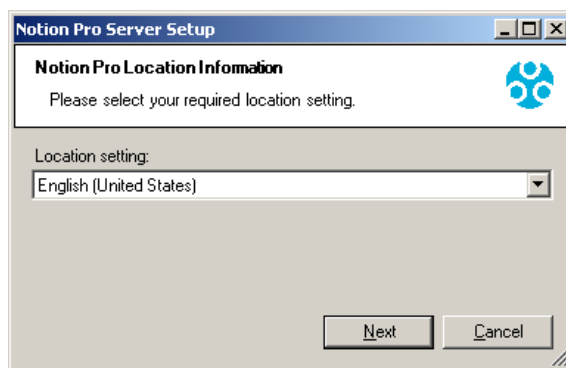 Notion Pro Server Setup
Notion Pro Location Information
Please select your required location setting.
Location setting:
English (United States)
Next Cancel